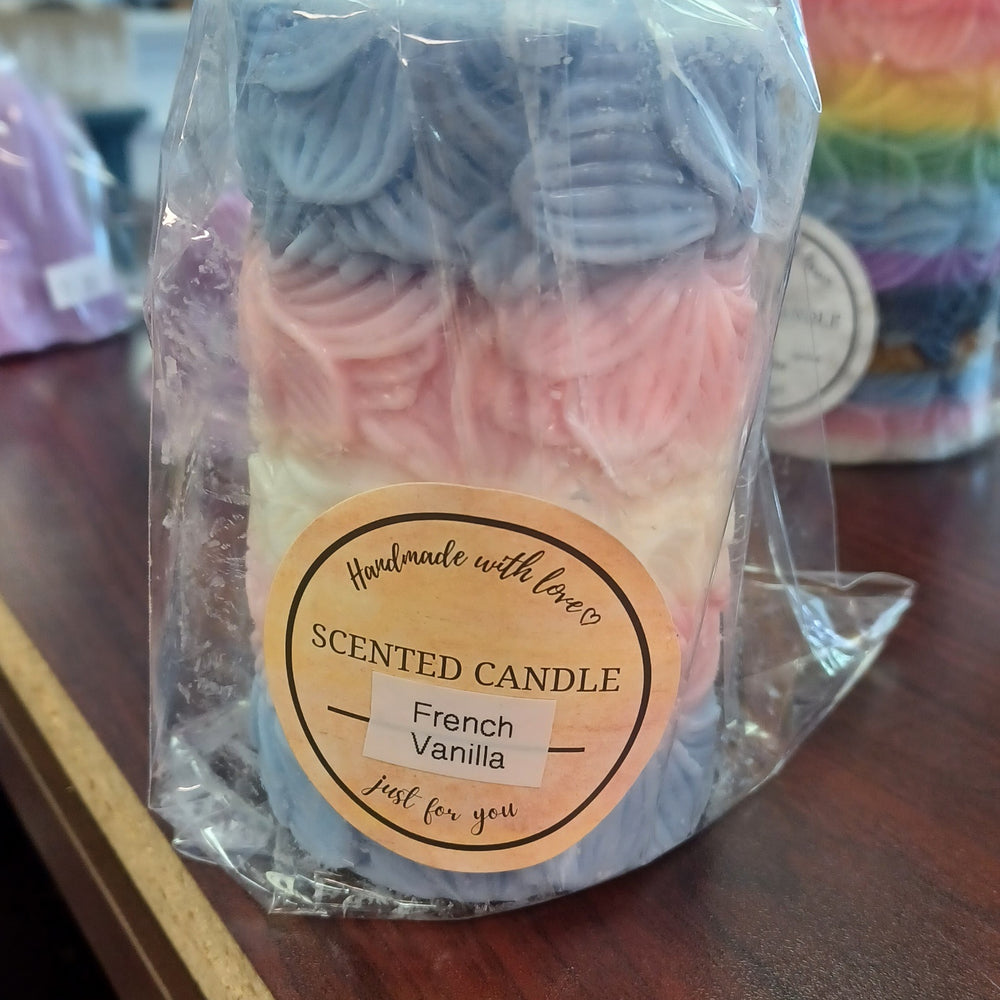 Handmade with love♡
SCENTED CANDLE
French
Vanilla
just for you